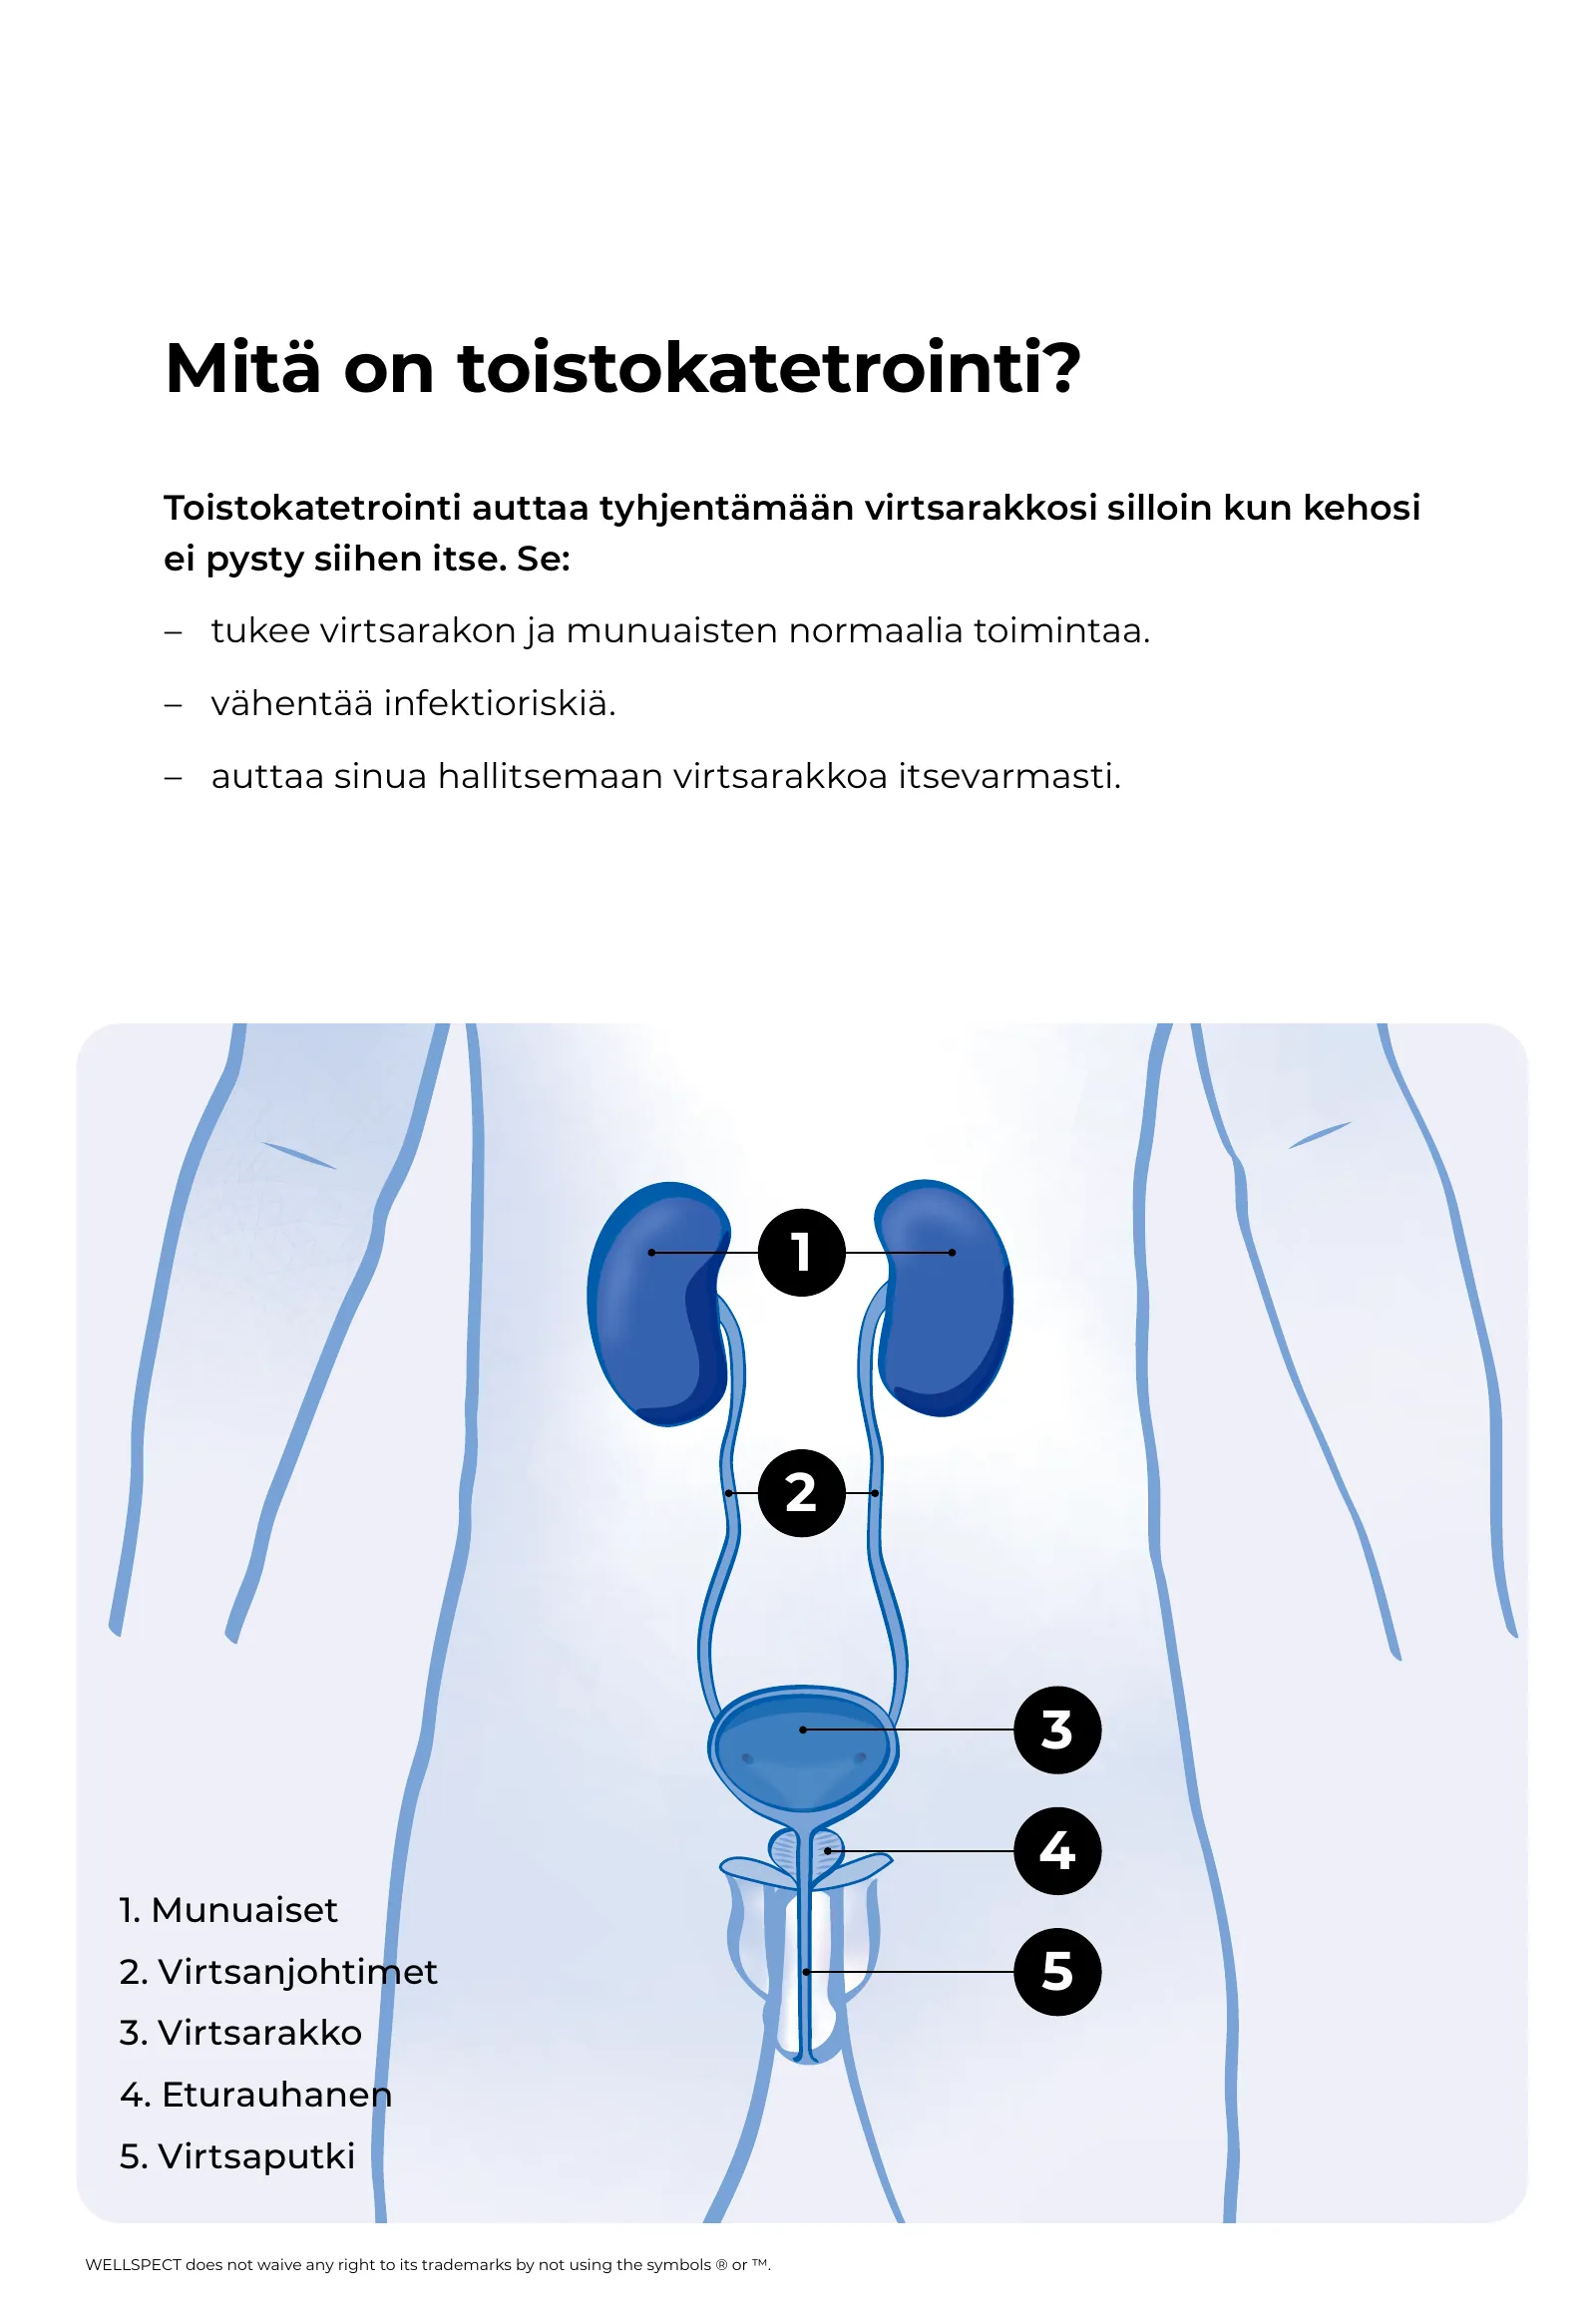 Mitä on toistokatetrointi?
Toistokatetrointi auttaa tyhjentämään virtsarakkosi silloin kun kehosi
ei pysty siihen itse. Se:
– tukee virtsarakon ja munuaisten normaalia toimintaa.
– vähentää infektioriskiä.
– auttaa sinua hallitsemaan virtsarakkoa itsevarmasti.
1
2
3
4
5
1. Munuaiset
2. Virtsanjohtimet
3. Virtsarakko
4. Eturauhanen
5. Virtsaputki
WELLSPECT does not waive any right to its trademarks by not using the symbols ® or ™.